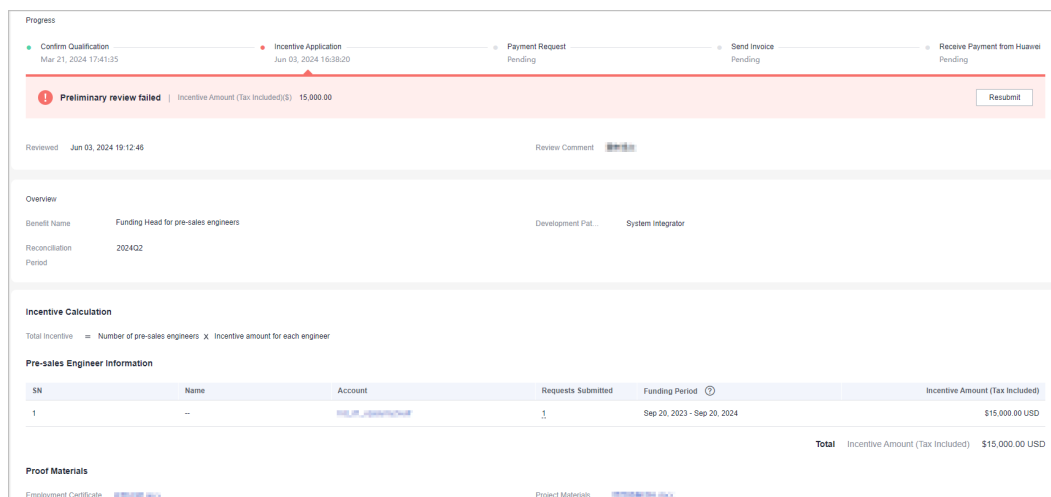 Progress
Confirm Qualification Incentive Application Payment Request Send Invoice Receive Payment from Huawei
Mar 21, 2024 17:41:35 Jun 03, 2024 16:38:20 Pending Pending Pending
Preliminary review failed | Incentive Amount (Tax Included)($) 15,000.00 Resubmit
Reviewed Jun 03, 2024 19:12:46 Review Comment
Overview
Benefit Name Funding Head for pre-sales engineers Development Pat... System Integrator
Reconciliation 2024Q2
Period
Incentive Calculation
Total Incentive = Number of pre-sales engineers x Incentive amount for each engineer
Pre-sales Engineer Information
SN Name Account Requests Submitted Funding Period ? Incentive Amount (Tax Included)
1 -- 1 Sep 20, 2023 - Sep 20, 2024 $15,000.00 USD
Total Incentive Amount (Tax Included) $15,000.00 USD
Proof Materials
Employment Certificate Project Materials